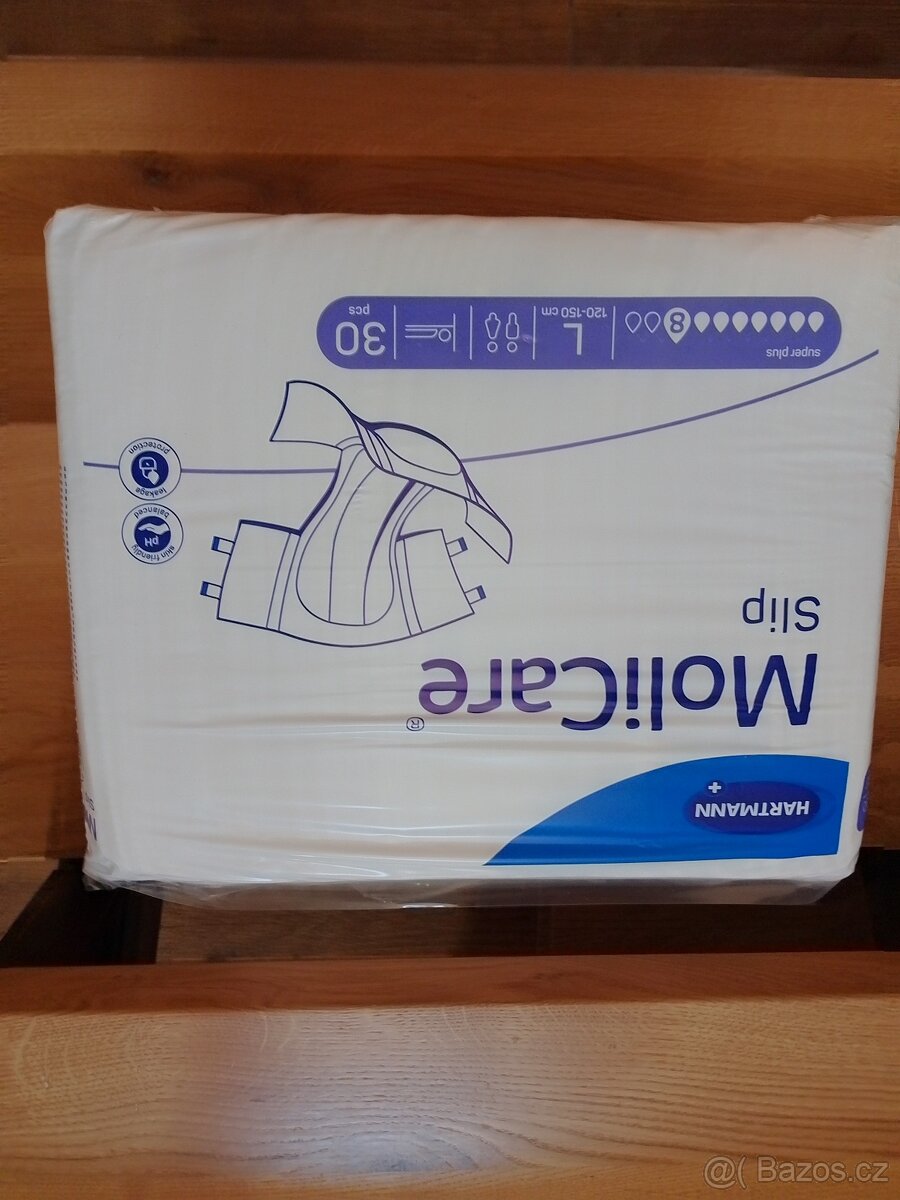 HARTMANN
MoliCare®
Slip
skin friendly
pH
balanced
leakage
protection
super plus
8
L
120-150 cm
30
pcs
@( Bazos.cz